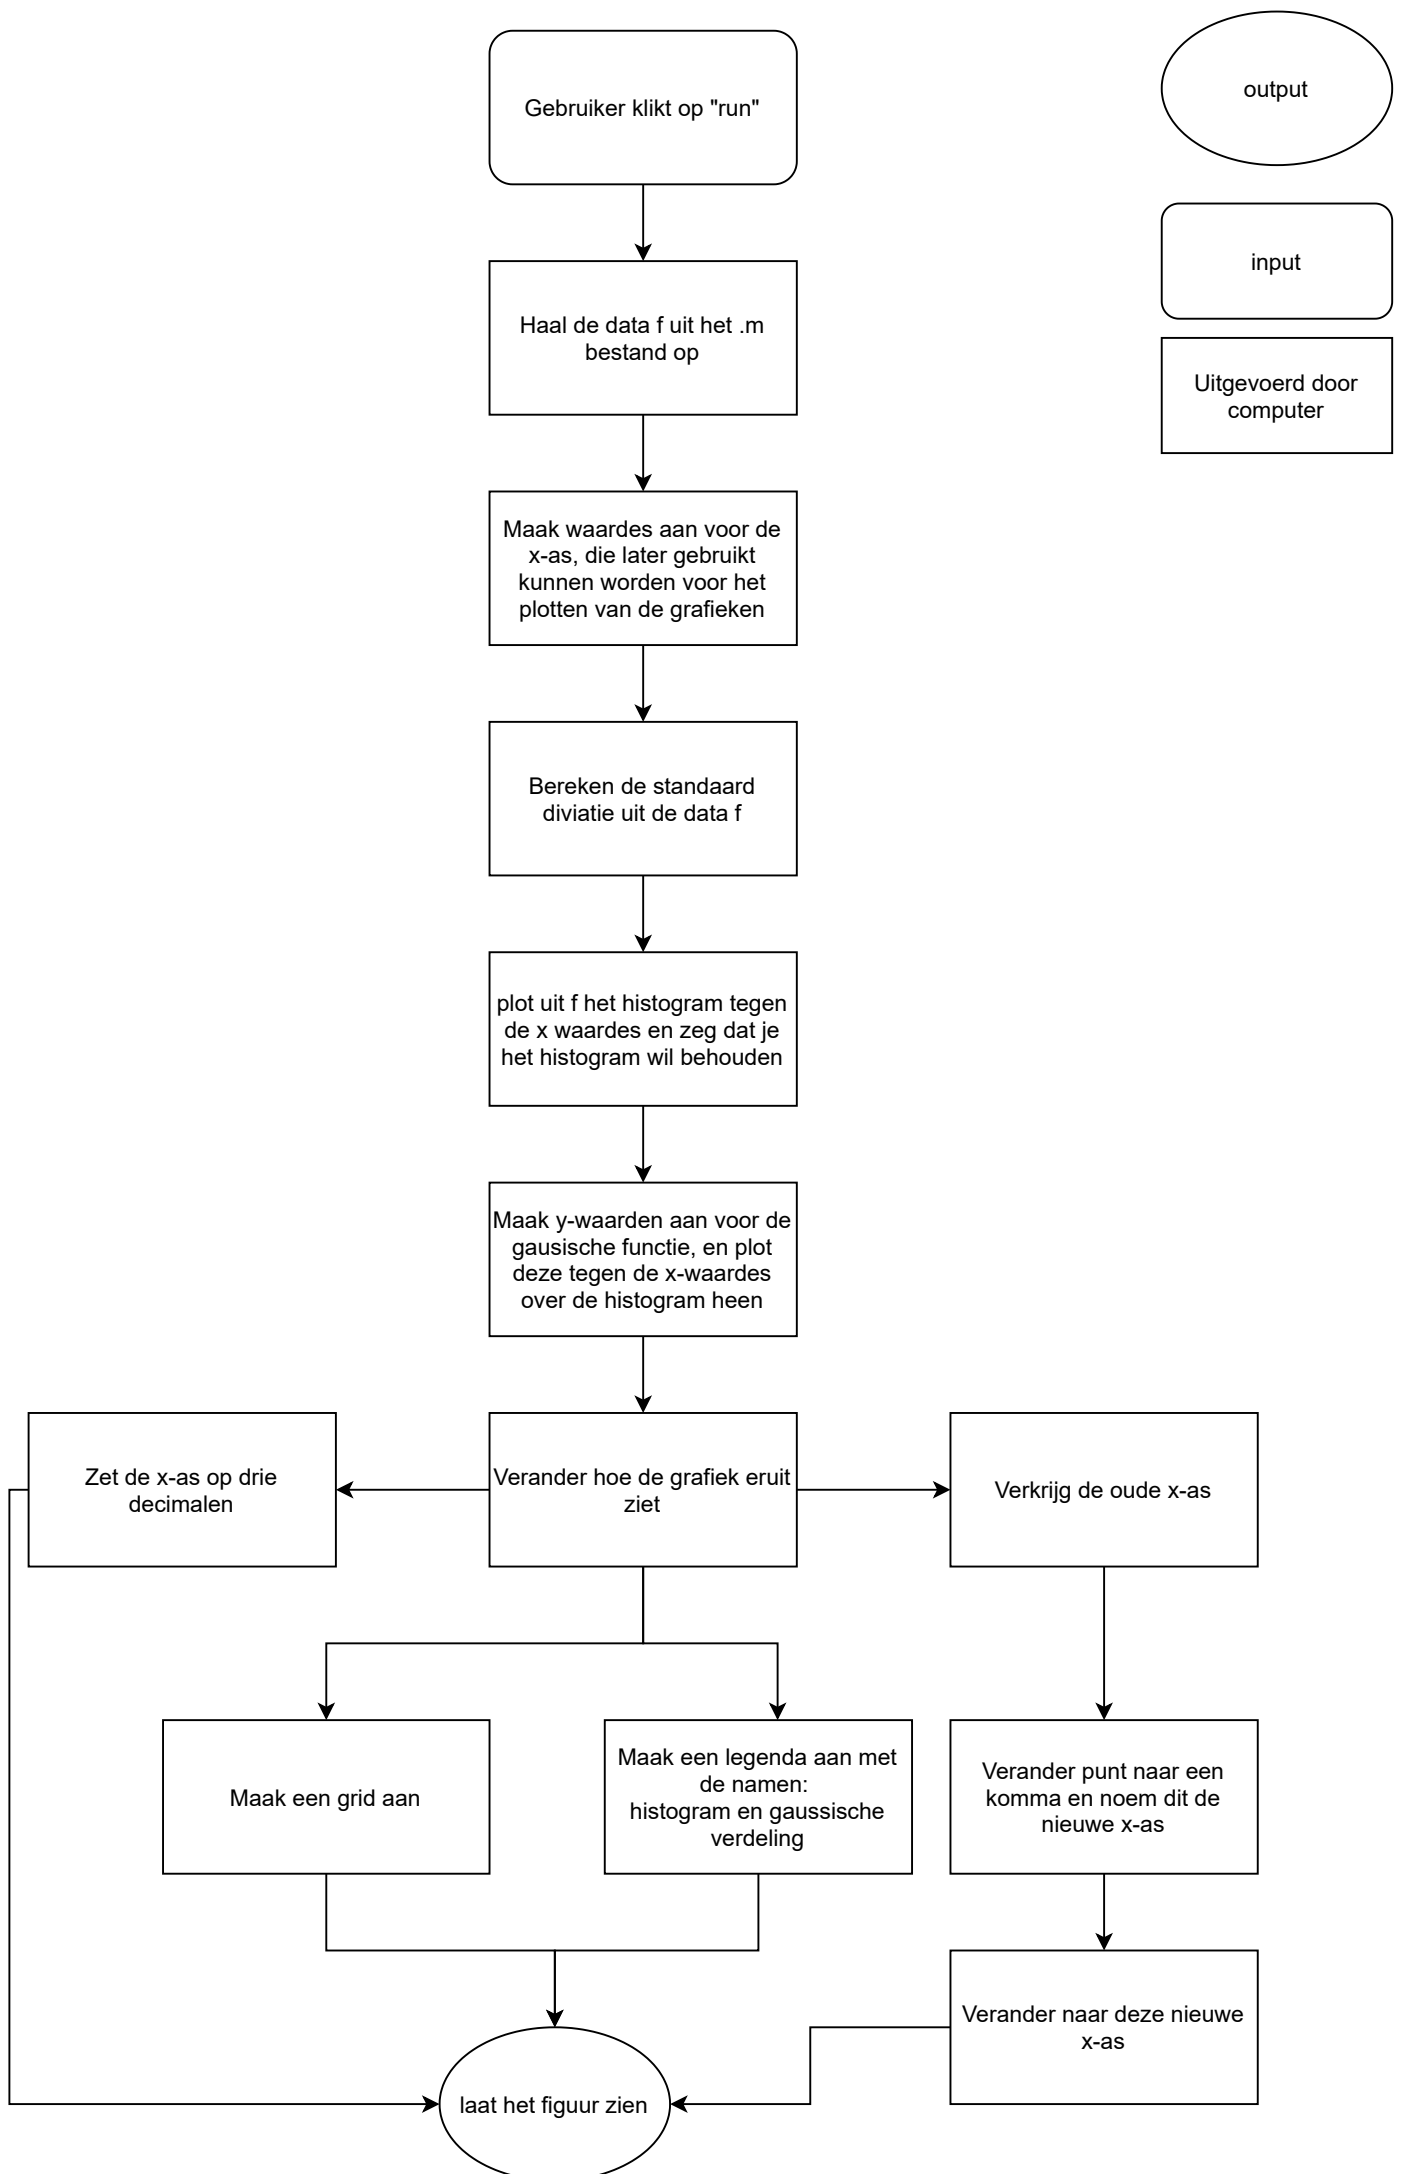 Gebruiker klikt op "run"
output
input
Uitgevoerd door
computer
Haal de data f uit het .m
bestand op
Maak waardes aan voor de
x-as, die later gebruikt
kunnen worden voor het
plotten van de grafieken
Bereken de standaard
diviatie uit de data f
plot uit f het histogram tegen
de x waardes en zeg dat je
het histogram wil behouden
Maak y-waarden aan voor de
gausische functie, en plot
deze tegen de x-waardes
over de histogram heen
Zet de x-as op drie
decimalen
Verander hoe de grafiek eruit
ziet
Verkrijg de oude x-as
Maak een grid aan
Maak een legenda aan met
de namen:
histogram en gaussische
verdeling
Verander punt naar een
komma en noem dit de
nieuwe x-as
Verander naar deze nieuwe
x-as
laat het figuur zien